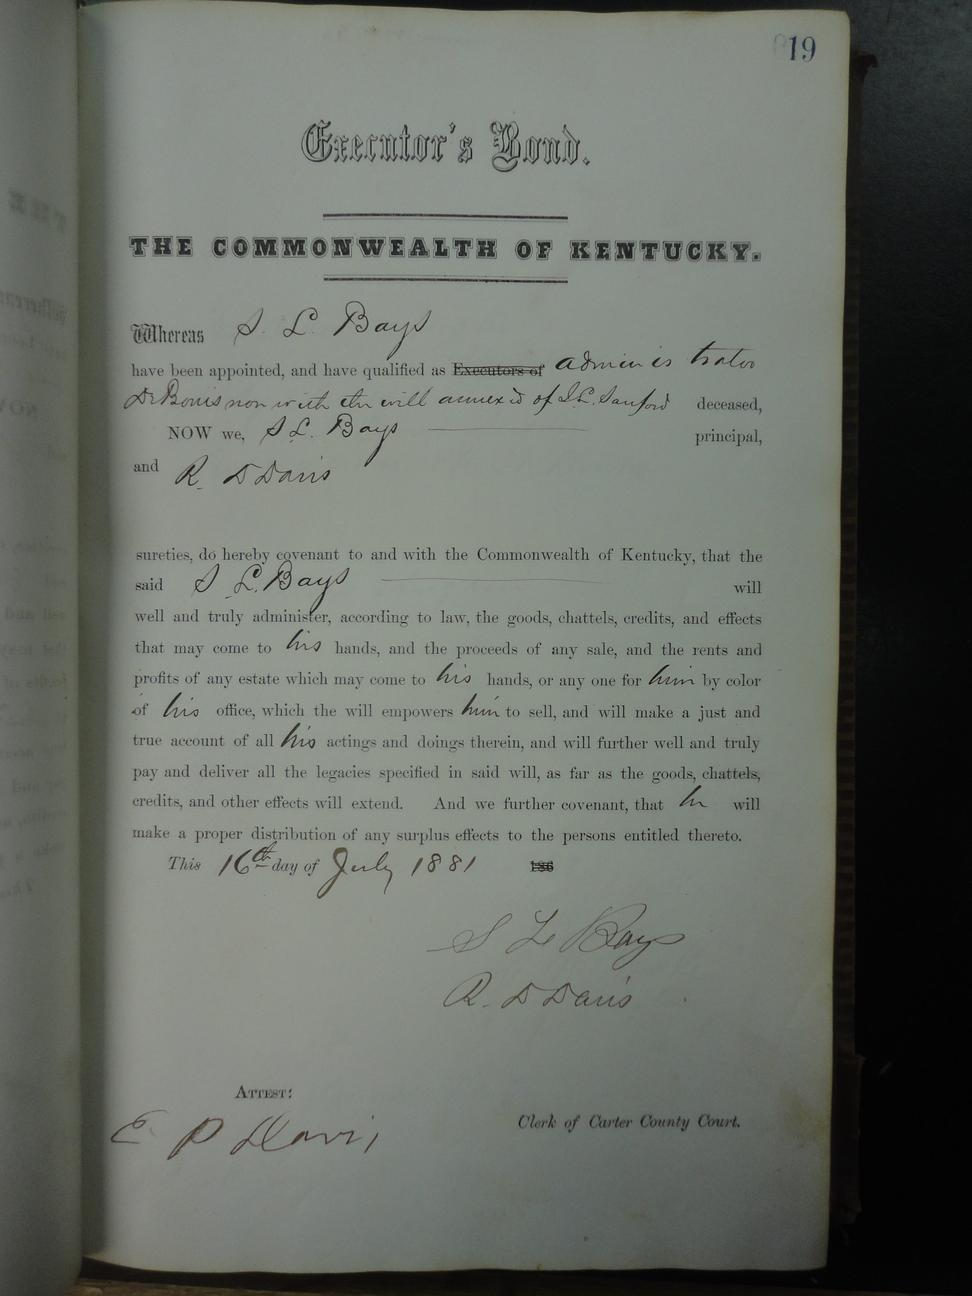 19
Executor's Bond.
THE COMMONWEALTH OF KENTUCKY.
Whereas S. L. Bays
have been appointed, and have qualified as Executors of administrator
De Bonis non with the will annex'd of S. L. Sanford deceased,
NOW we, S L. Bays principal,
and R. D Davis
sureties, do hereby covenant to and with the Commonwealth of Kentucky, that the
said S. L. Bays will
well and truly administer, according to law, the goods, chattels, credits, and effects
that may come to his hands, and the proceeds of any sale, and the rents and
profits of any estate which may come to his hands, or any one for him by color
of his office, which the will empowers him to sell, and will make a just and
true account of all his actings and doings therein, and will further well and truly
pay and deliver all the legacies specified in said will, as far as the goods, chattels,
credits, and other effects will extend. And we further covenant, that he will
make a proper distribution of any surplus effects to the persons entitled thereto.
This 16th day of July 1881 186
S L Bays
R. D Davis
ATTEST:
E P Davis Clerk of Carter County Court.